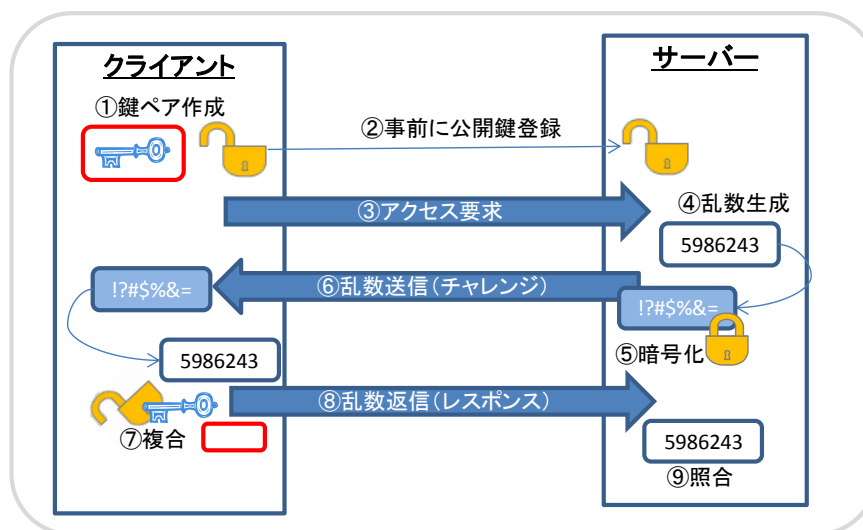 クライアント
サーバー
①鍵ペア作成
②事前に公開鍵登録
③アクセス要求
④乱数生成
5986243
⑥乱数送信(チャレンジ)
!?#$%&=
!?#$%&=
⑤暗号化
5986243
⑧乱数返信(レスポンス)
⑦複合
5986243
⑨照合